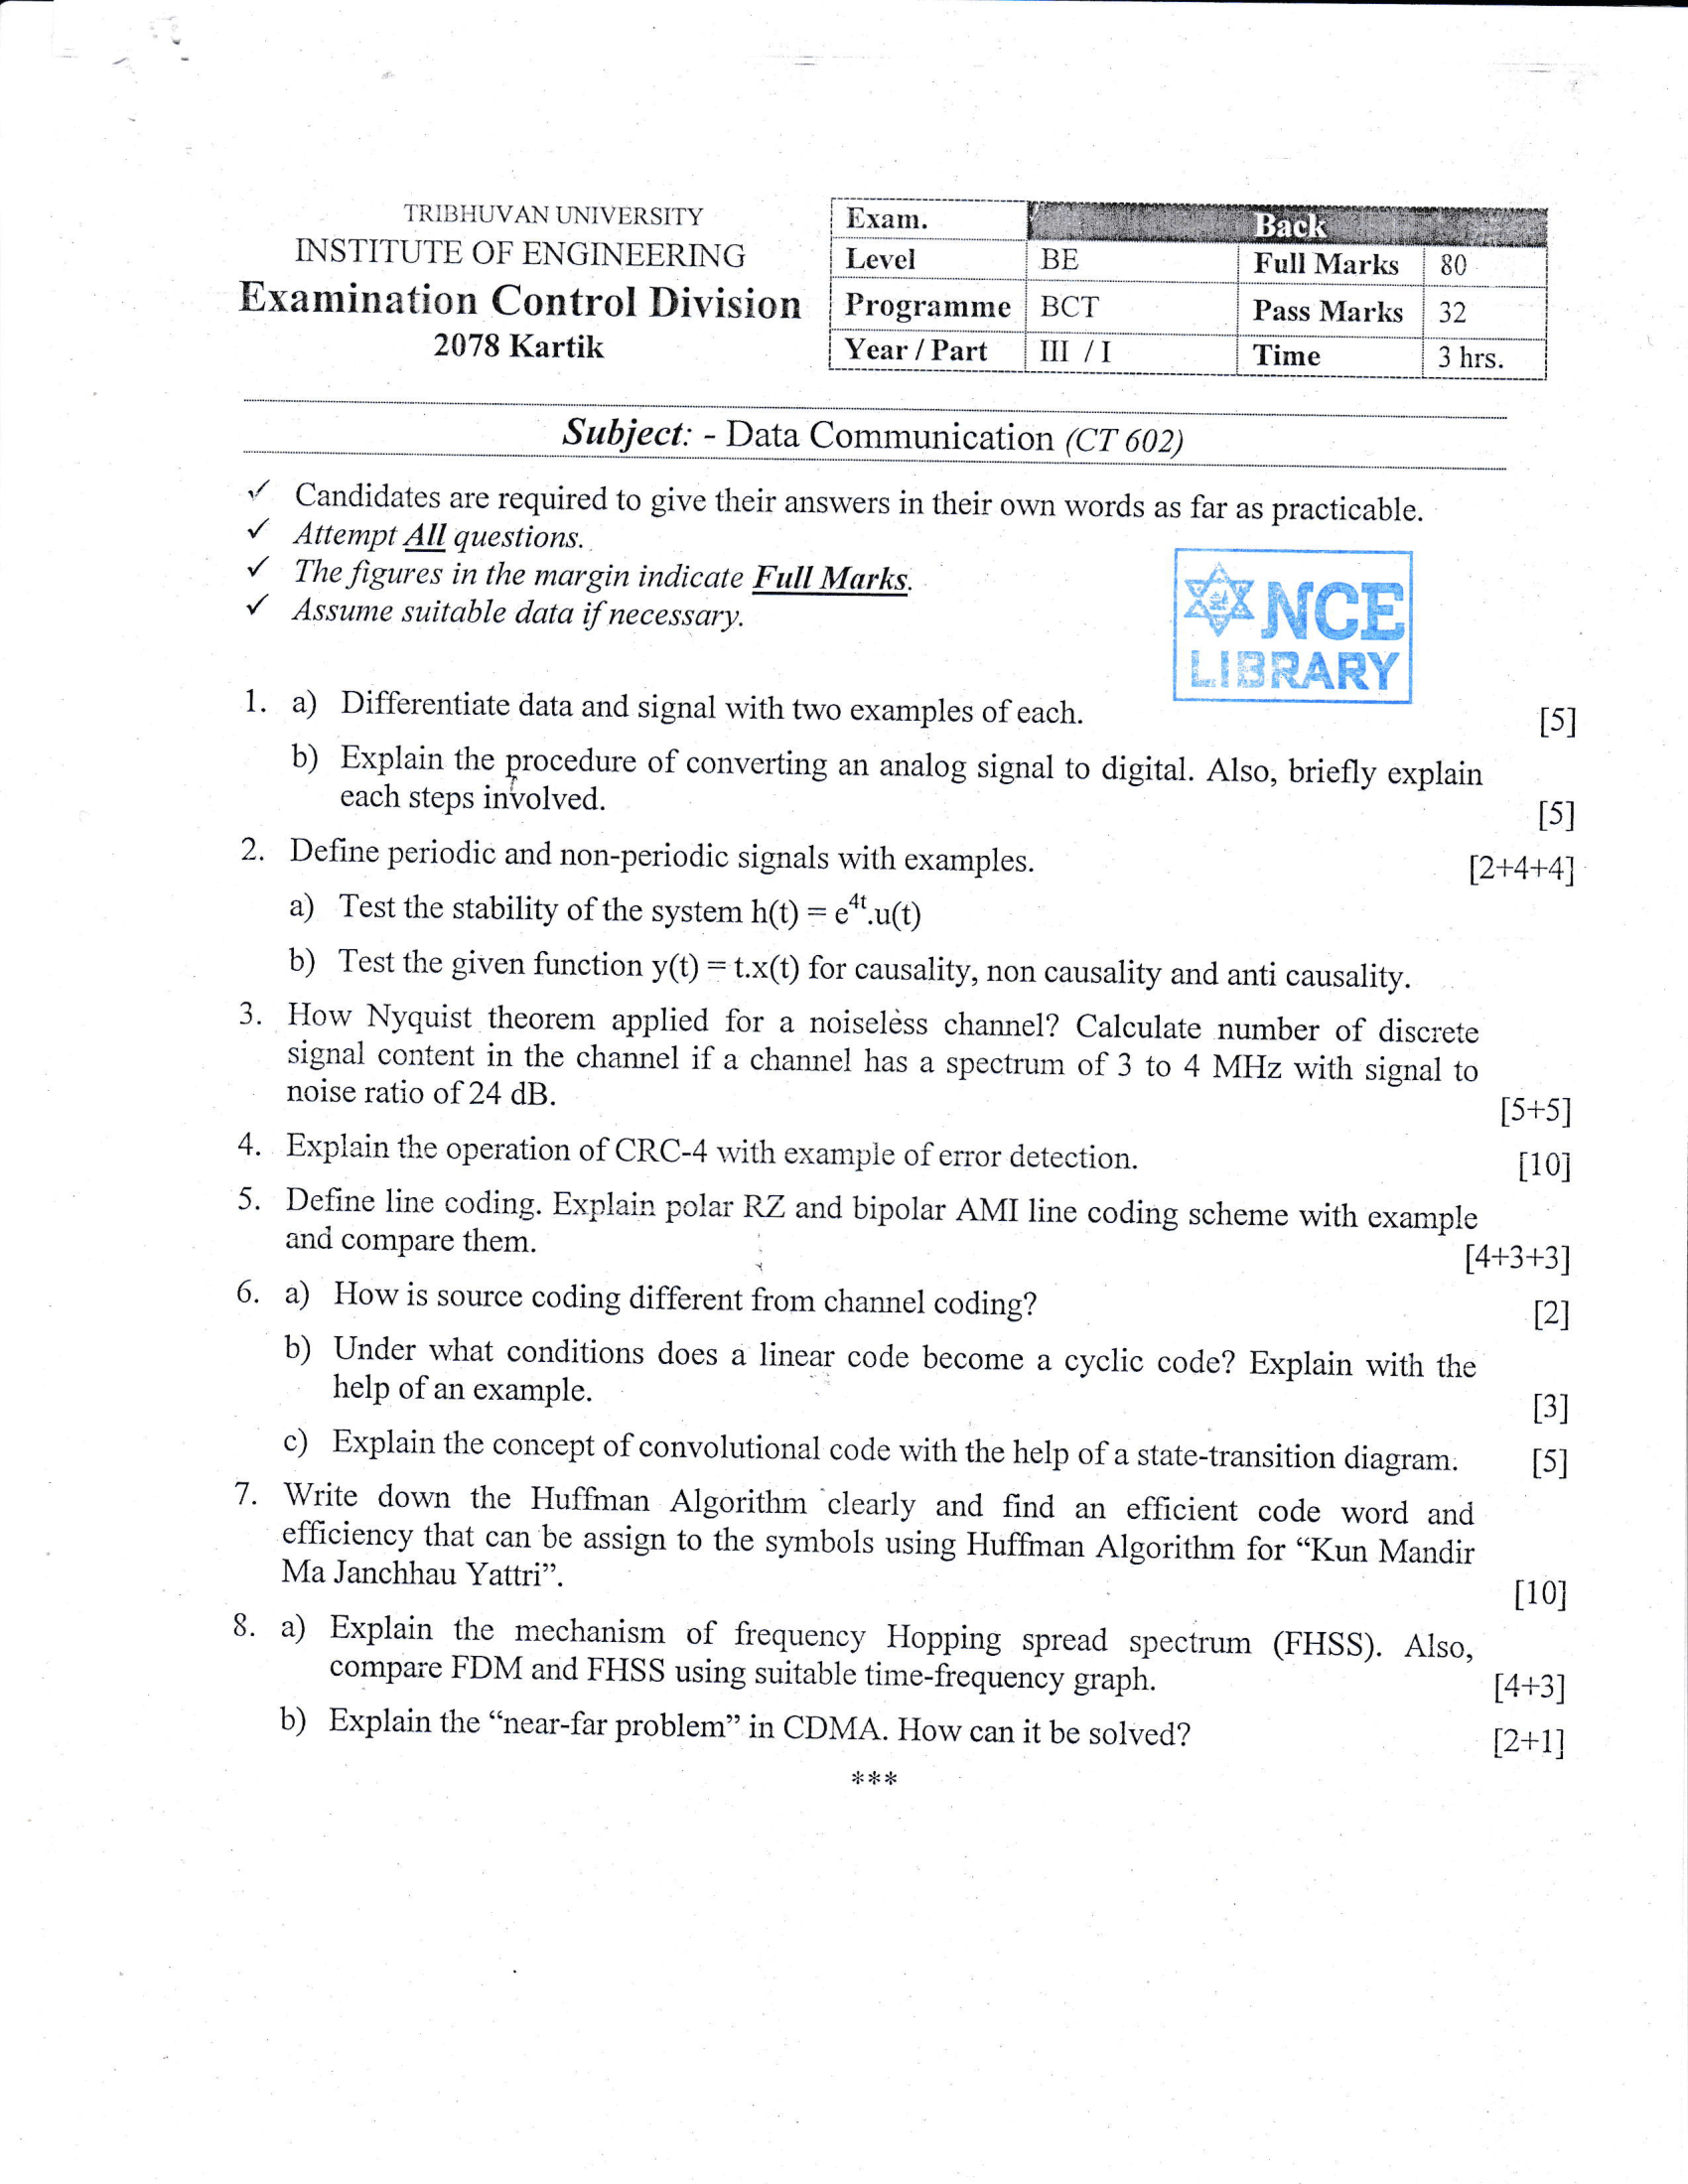 TRIBHUVAN UNIVERSITY
INSTITUTE OF ENGINEERING
Examination Control Division
2078 Kartik
Exam. Back
Level BE Full Marks 80
Programme BCT Pass Marks 32
Year / Part III / I Time 3 hrs.
Subject: - Data Communication (CT 602)
✓ Candidates are required to give their answers in their own words as far as practicable.
✓ Attempt All questions.
✓ The figures in the margin indicate Full Marks.
✓ Assume suitable data if necessary.
NCE
LIBRARY
1. a) Differentiate data and signal with two examples of each. [5]
b) Explain the procedure of converting an analog signal to digital. Also, briefly explain
each steps involved. [5]
2. Define periodic and non-periodic signals with examples. [2+4+4]
a) Test the stability of the system h(t) = e⁴ᵗ.u(t)
b) Test the given function y(t) = t.x(t) for causality, non causality and anti causality.
3. How Nyquist theorem applied for a noiseless channel? Calculate number of discrete
signal content in the channel if a channel has a spectrum of 3 to 4 MHz with signal to
noise ratio of 24 dB. [5+5]
4. Explain the operation of CRC-4 with example of error detection. [10]
5. Define line coding. Explain polar RZ and bipolar AMI line coding scheme with example
and compare them. [4+3+3]
6. a) How is source coding different from channel coding? [2]
b) Under what conditions does a linear code become a cyclic code? Explain with the
help of an example. [3]
c) Explain the concept of convolutional code with the help of a state-transition diagram. [5]
7. Write down the Huffman Algorithm clearly and find an efficient code word and
efficiency that can be assign to the symbols using Huffman Algorithm for “Kun Mandir
Ma Janchhau Yattri”. [10]
8. a) Explain the mechanism of frequency Hopping spread spectrum (FHSS). Also,
compare FDM and FHSS using suitable time-frequency graph. [4+3]
b) Explain the “near-far problem” in CDMA. How can it be solved? [2+1]
***